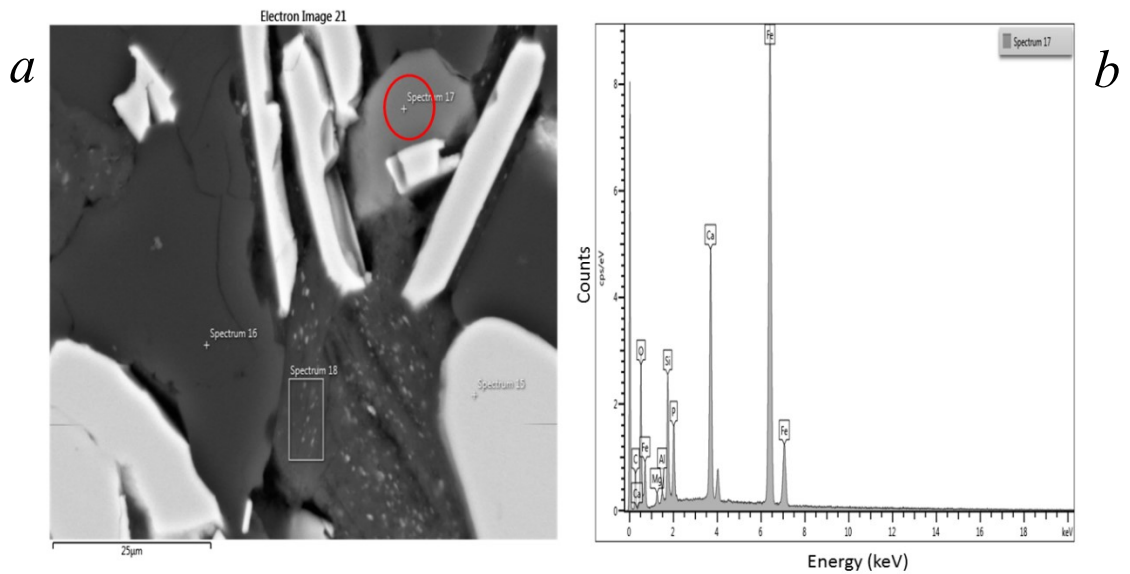 Electron Image 21
a
Spectrum 17
Spectrum 16
Spectrum 18
Spectrum 15
25µm
b
Spectrum 17
Fe
8
6
Ca
4
O
Si
P
2
Fe
Fe
C
Al
Mg
Ca
0
0 2 4 6 8 10 12 14 16 18 keV
Counts
cps/eV
Energy (keV)